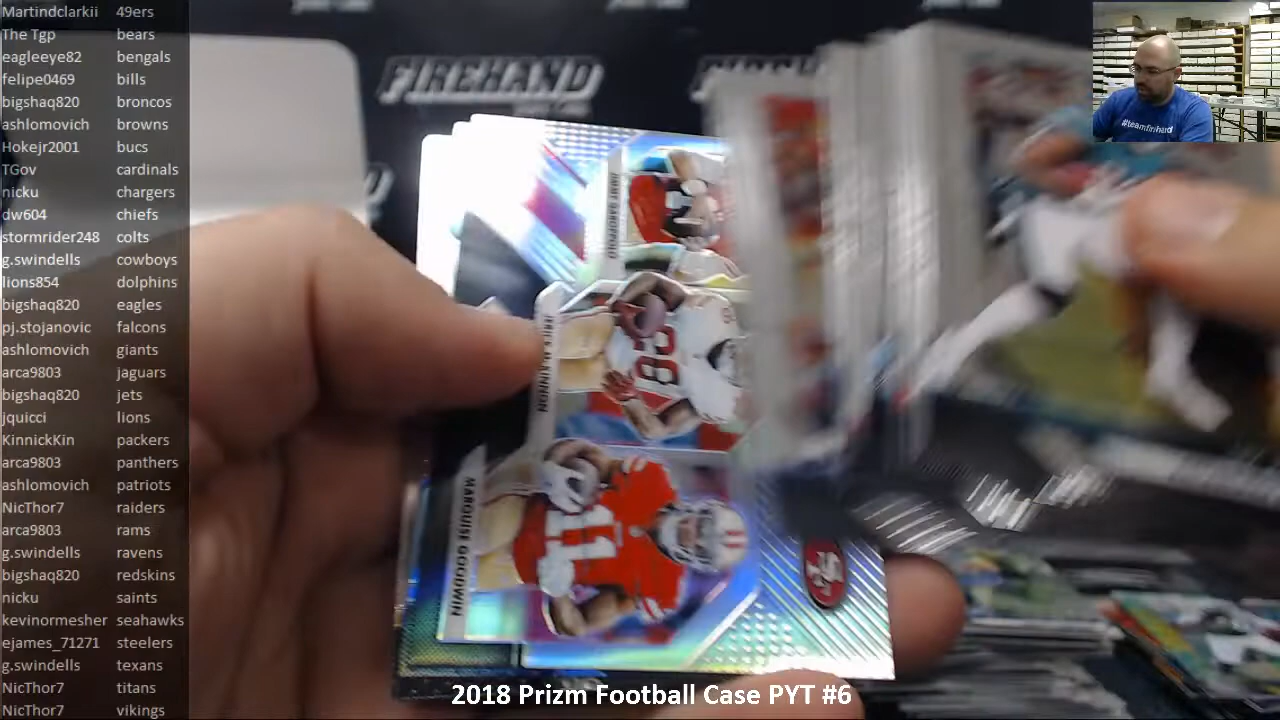 Martindclarkii 49ers
The Tgp bears
eagleeye82 bengals
felipe0469 bills
bigshaq820 broncos
ashlomovich browns
Hokejr2001 bucs
TGov cardinals
nicku chargers
dw604 chiefs
stormrider248 colts
g.swindells cowboys
lions854 dolphins
bigshaq820 eagles
pj.stojanovic falcons
ashlomovich giants
arca9803 jaguars
bigshaq820 jets
jquicci lions
KinnickKin packers
arca9803 panthers
ashlomovich patriots
NicThor7 raiders
arca9803 rams
g.swindells ravens
bigshaq820 redskins
nicku saints
kevinormesher seahawks
ejames_71271 steelers
g.swindells texans
NicThor7 titans
NicThor7 vikings
FIREHAND
#teamfirehand
JIMMY GAROPPOLO
MARQUISE GOODWIN
11
SF
2018 Prizm Football Case PYT #6